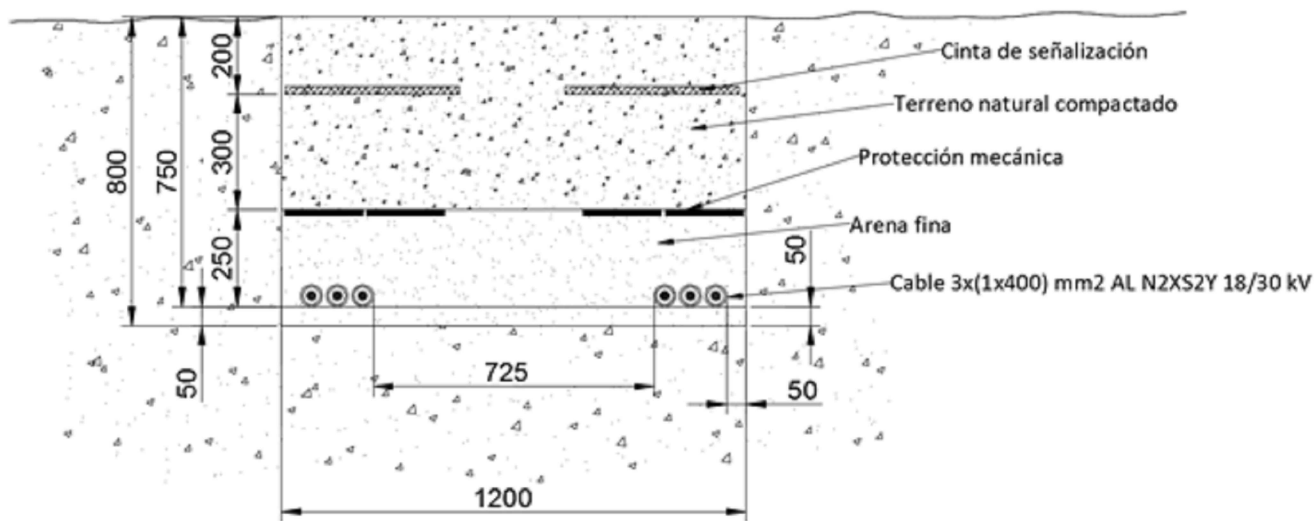 Cinta de señalización
200
Terreno natural compactado
300
Protección mecánica
800
750
Arena fina
250
50
Cable 3x(1x400) mm2 AL N2XS2Y 18/30 kV
50
725
50
1200